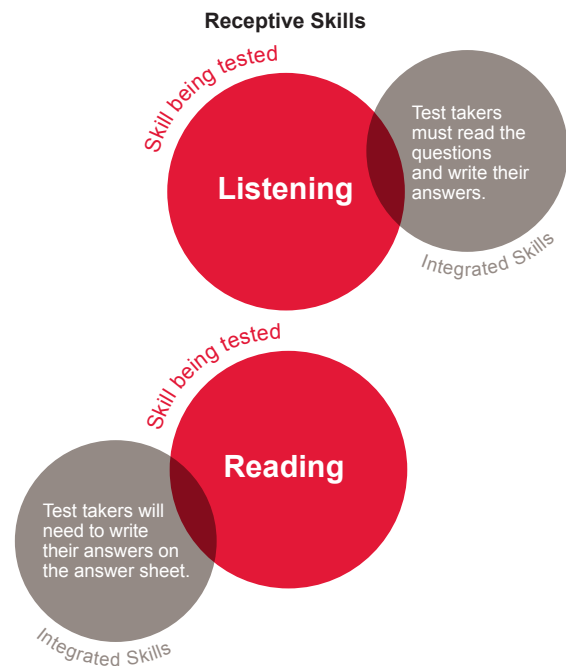 Receptive Skills
Skill being tested
Listening
Test takers
must read the
questions
and write their
answers.
Integrated Skills
Skill being tested
Reading
Test takers will
need to write
their answers on
the answer sheet.
Integrated Skills